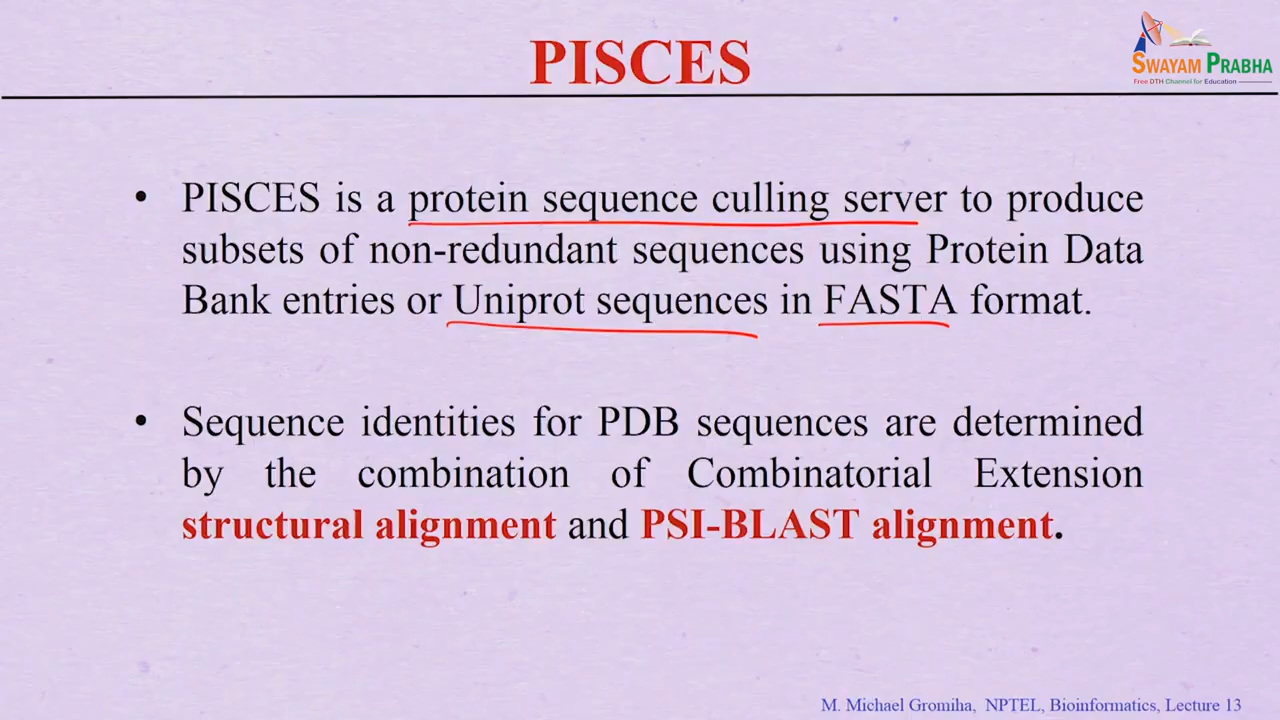 PISCES
SWAYAM PRABHA
Free DTH Channel for Education
• PISCES is a protein sequence culling server to produce
subsets of non-redundant sequences using Protein Data
Bank entries or Uniprot sequences in FASTA format.
• Sequence identities for PDB sequences are determined
by the combination of Combinatorial Extension
structural alignment and PSI-BLAST alignment.
M. Michael Gromiha, NPTEL, Bioinformatics, Lecture 13